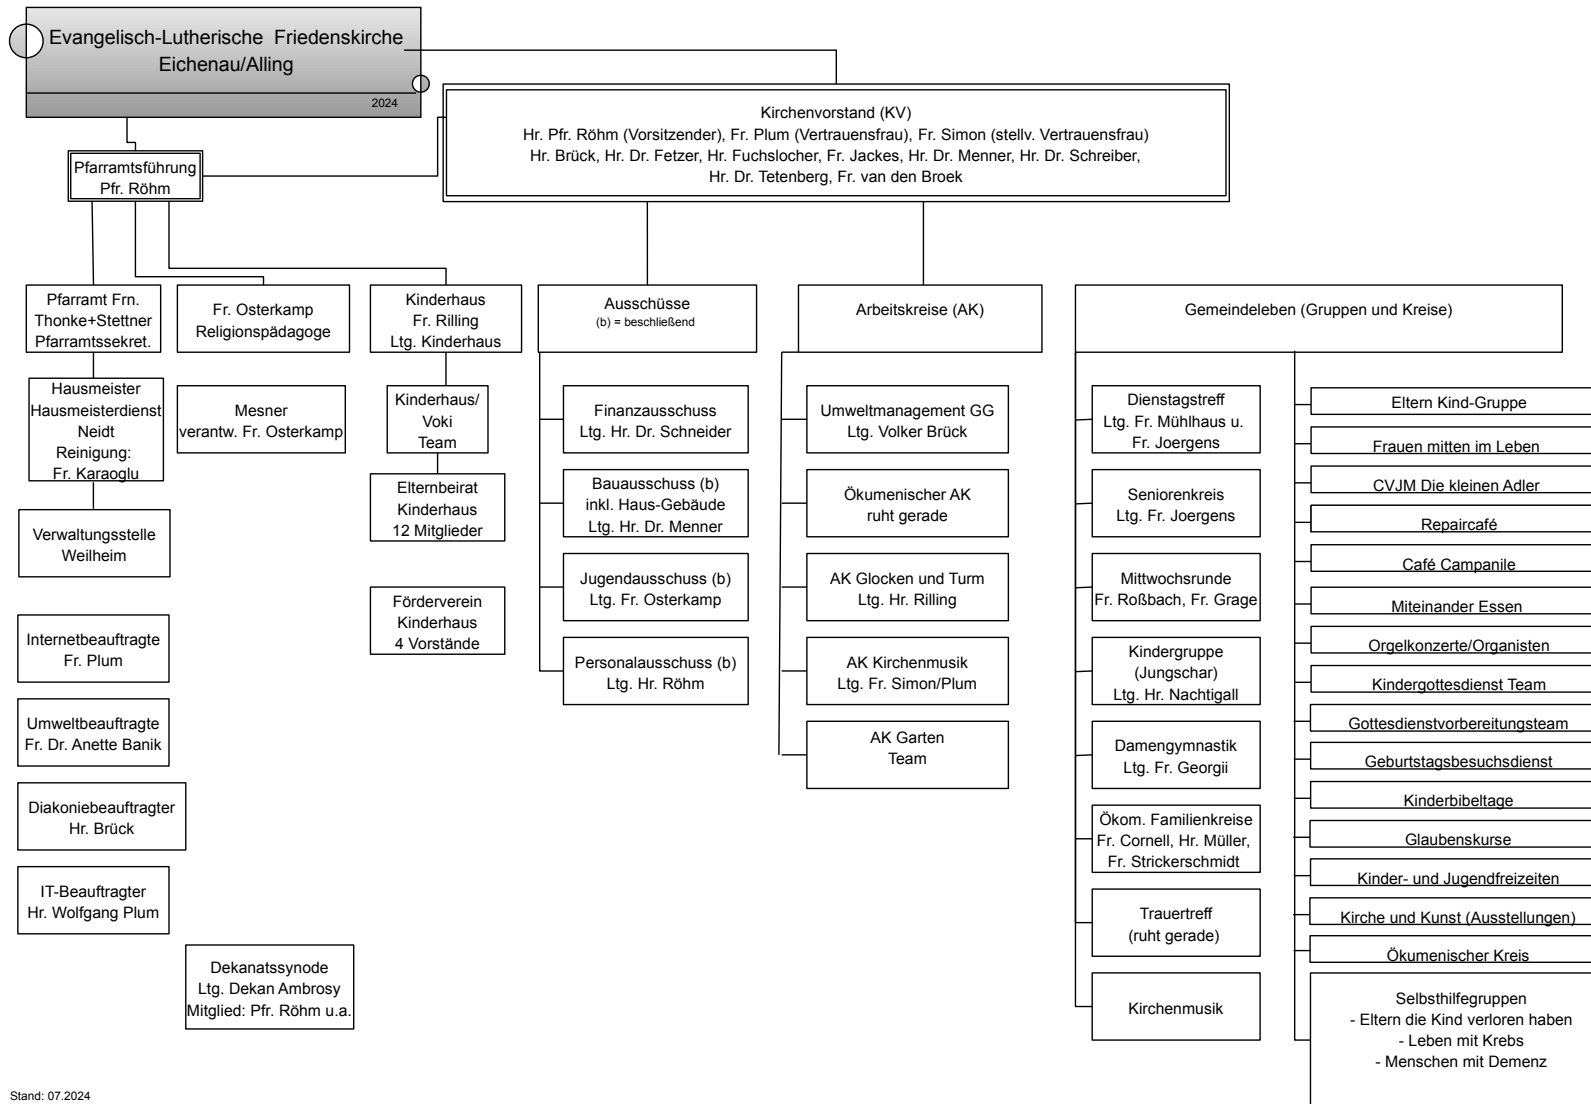 Evangelisch-Lutherische Friedenskirche
Eichenau/Alling
2024
Kirchenvorstand (KV)
Hr. Pfr. Röhm (Vorsitzender), Fr. Plum (Vertrauensfrau), Fr. Simon (stellv. Vertrauensfrau)
Hr. Brück, Hr. Dr. Fetzer, Hr. Fuchslocher, Fr. Jackes, Hr. Dr. Menner, Hr. Dr. Schreiber,
Hr. Dr. Tetenberg, Fr. van den Broek
Pfarramtsführung
Pfr. Röhm
Pfarramt Frn.
Thonke+Stettner
Pfarramtssekret.
Hausmeister
Hausmeisterdienst
Neidt
Reinigung:
Fr. Karaoglu
Verwaltungsstelle
Weilheim
Internetbeauftragte
Fr. Plum
Umweltbeauftragte
Fr. Dr. Anette Banik
Diakoniebeauftragter
Hr. Brück
IT-Beauftragter
Hr. Wolfgang Plum
Fr. Osterkamp
Religionspädagoge
Mesner
verantw. Fr. Osterkamp
Dekanatssynode
Ltg. Dekan Ambrosy
Mitglied: Pfr. Röhm u.a.
Kinderhaus
Fr. Rilling
Ltg. Kinderhaus
Kinderhaus/
Voki
Team
Elternbeirat
Kinderhaus
12 Mitglieder
Förderverein
Kinderhaus
4 Vorstände
Ausschüsse
(b) = beschließend
Finanzausschuss
Ltg. Hr. Dr. Schneider
Bauausschuss (b)
inkl. Haus-Gebäude
Ltg. Hr. Dr. Menner
Jugendausschuss (b)
Ltg. Fr. Osterkamp
Personalausschuss (b)
Ltg. Hr. Röhm
Arbeitskreise (AK)
Umweltmanagement GG
Ltg. Volker Brück
Ökumenischer AK
ruht gerade
AK Glocken und Turm
Ltg. Hr. Rilling
AK Kirchenmusik
Ltg. Fr. Simon/Plum
AK Garten
Team
Gemeindeleben (Gruppen und Kreise)
Dienstagstreff
Ltg. Fr. Mühlhaus u.
Fr. Joergens
Seniorenkreis
Ltg. Fr. Joergens
Mittwochsrunde
Fr. Roßbach, Fr. Grage
Kindergruppe
(Jungschar)
Ltg. Hr. Nachtigall
Damengymnastik
Ltg. Fr. Georgii
Ökom. Familienkreise
Fr. Cornell, Hr. Müller,
Fr. Strickerschmidt
Trauertreff
(ruht gerade)
Kirchenmusik
Eltern Kind-Gruppe
Frauen mitten im Leben
CVJM Die kleinen Adler
Repaircafé
Café Campanile
Miteinander Essen
Orgelkonzerte/Organisten
Kindergottesdienst Team
Gottesdienstvorbereitungsteam
Geburtstagsbesuchsdienst
Kinderbibeltage
Glaubenskurse
Kinder- und Jugendfreizeiten
Kirche und Kunst (Ausstellungen)
Ökumenischer Kreis
Selbsthilfegruppen
- Eltern die Kind verloren haben
- Leben mit Krebs
- Menschen mit Demenz
Stand: 07.2024